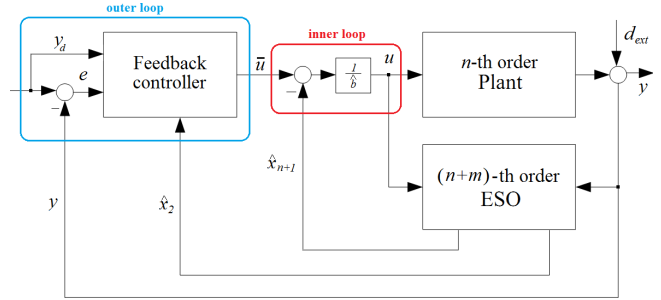 outer loop
y_d
e
−
Feedback
controller
ū
inner loop
−
1
b̂
u
n-th order
Plant
d_ext
y
x̂_{n+1}
(n+m)-th order
ESO
y
x̂_2